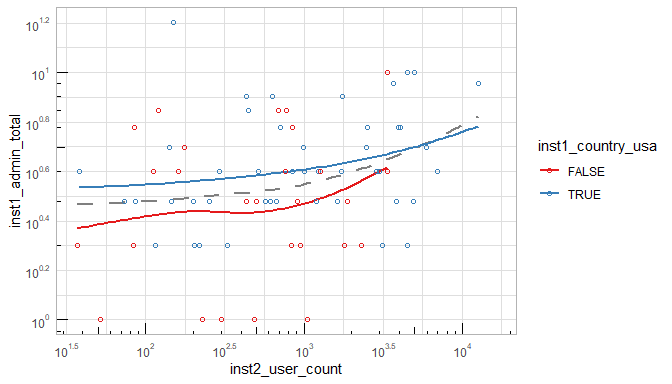 10^1.2
10^1
10^0.8
10^0.6
10^0.4
10^0.2
10^0
inst1_admin_total
10^1.5 10^2 10^2.5 10^3 10^3.5 10^4
inst2_user_count
inst1_country_usa
FALSE
TRUE